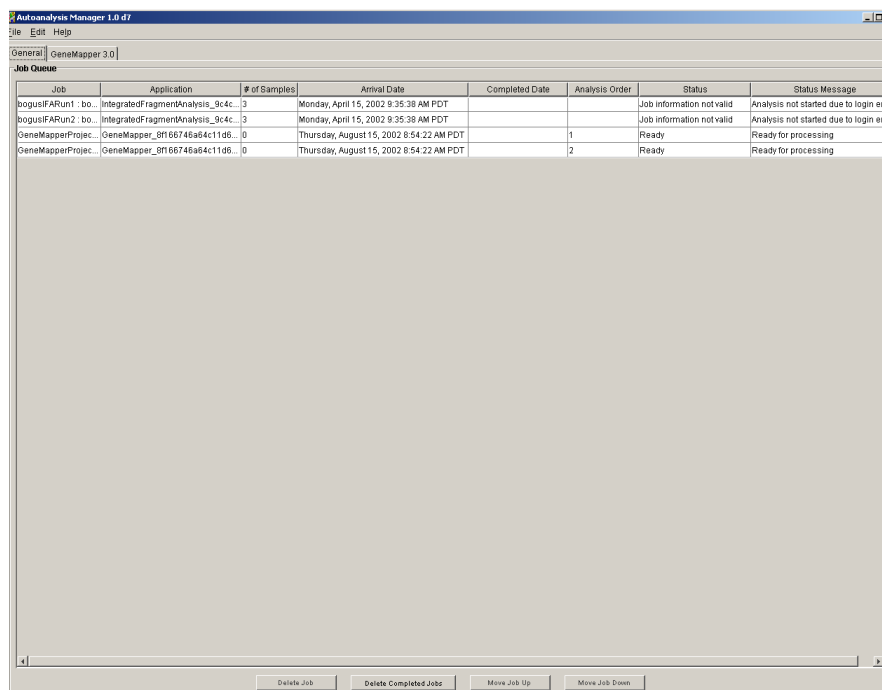 Autoanalysis Manager 1.0 d7
File Edit Help
General GeneMapper 3.0
Job Queue
Job Application # of Samples Arrival Date Completed Date Analysis Order Status Status Message
bogusIFARun1 : bo... IntegratedFragmentAnalysis_9c4c... 3 Monday, April 15, 2002 9:35:38 AM PDT Job information not valid Analysis not started due to login er
bogusIFARun2 : bo... IntegratedFragmentAnalysis_9c4c... 3 Monday, April 15, 2002 9:35:38 AM PDT Job information not valid Analysis not started due to login er
GeneMapperProjec... GeneMapper_8f166746a64c11d6... 0 Thursday, August 15, 2002 8:54:22 AM PDT 1 Ready Ready for processing
GeneMapperProjec... GeneMapper_8f166746a64c11d6... 0 Thursday, August 15, 2002 8:54:22 AM PDT 2 Ready Ready for processing
Delete Job Delete Completed Jobs Move Job Up Move Job Down